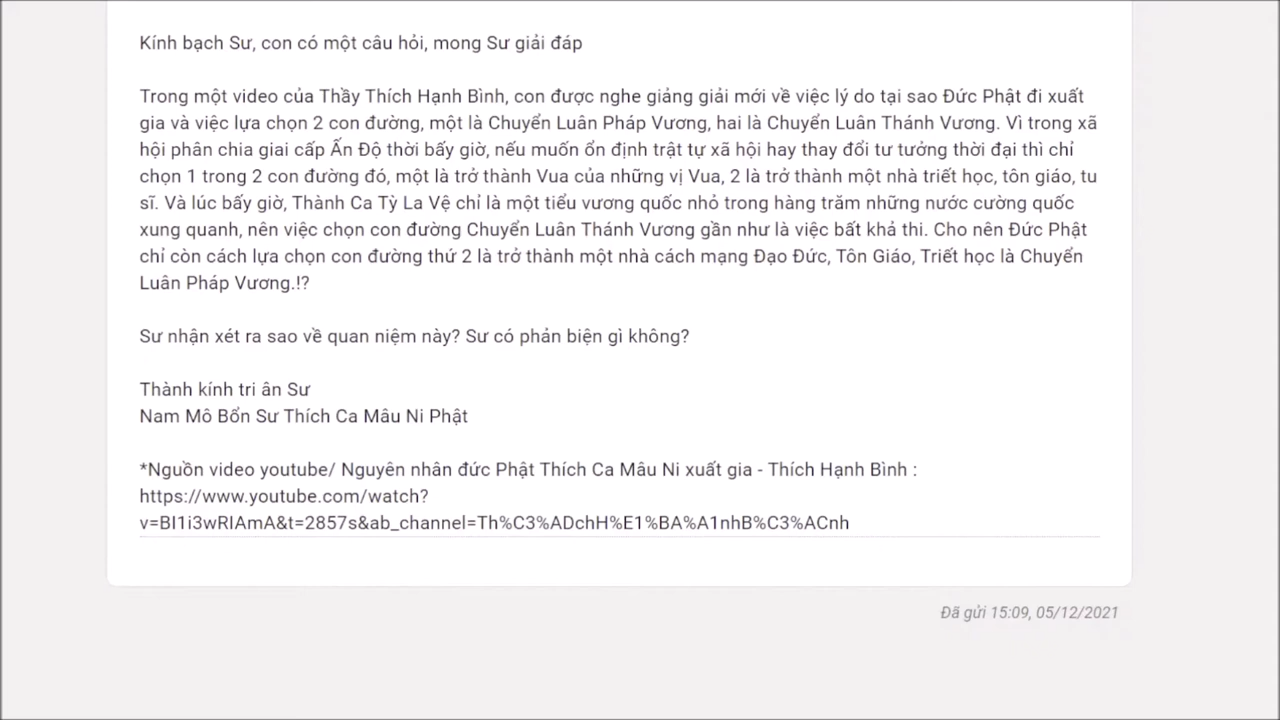 Kính bạch Sư, con có một câu hỏi, mong Sư giải đáp
Trong một video của Thầy Thích Hạnh Bình, con được nghe giảng giải mới về việc lý do tại sao Đức Phật đi xuất
gia và việc lựa chọn 2 con đường, một là Chuyển Luân Pháp Vương, hai là Chuyển Luân Thánh Vương. Vì trong xã
hội phân chia giai cấp Ấn Độ thời bấy giờ, nếu muốn ổn định trật tự xã hội hay thay đổi tư tưởng thời đại thì chỉ
chọn 1 trong 2 con đường đó, một là trở thành Vua của những vị Vua, 2 là trở thành một nhà triết học, tôn giáo, tu
sĩ. Và lúc bấy giờ, Thành Ca Tỳ La Vệ chỉ là một tiểu vương quốc nhỏ trong hàng trăm những nước cường quốc
xung quanh, nên việc chọn con đường Chuyển Luân Thánh Vương gần như là việc bất khả thi. Cho nên Đức Phật
chỉ còn cách lựa chọn con đường thứ 2 là trở thành một nhà cách mạng Đạo Đức, Tôn Giáo, Triết học là Chuyển
Luân Pháp Vương.!?
Sư nhận xét ra sao về quan niệm này? Sư có phản biện gì không?
Thành kính tri ân Sư
Nam Mô Bổn Sư Thích Ca Mâu Ni Phật
*Nguồn video youtube/ Nguyên nhân đức Phật Thích Ca Mâu Ni xuất gia - Thích Hạnh Bình :
https://www.youtube.com/watch?
v=BI1i3wRIAmA&t=2857s&ab_channel=Th%C3%ADchH%E1%BA%A1nhB%C3%ACnh
Đã gửi 15:09, 05/12/2021